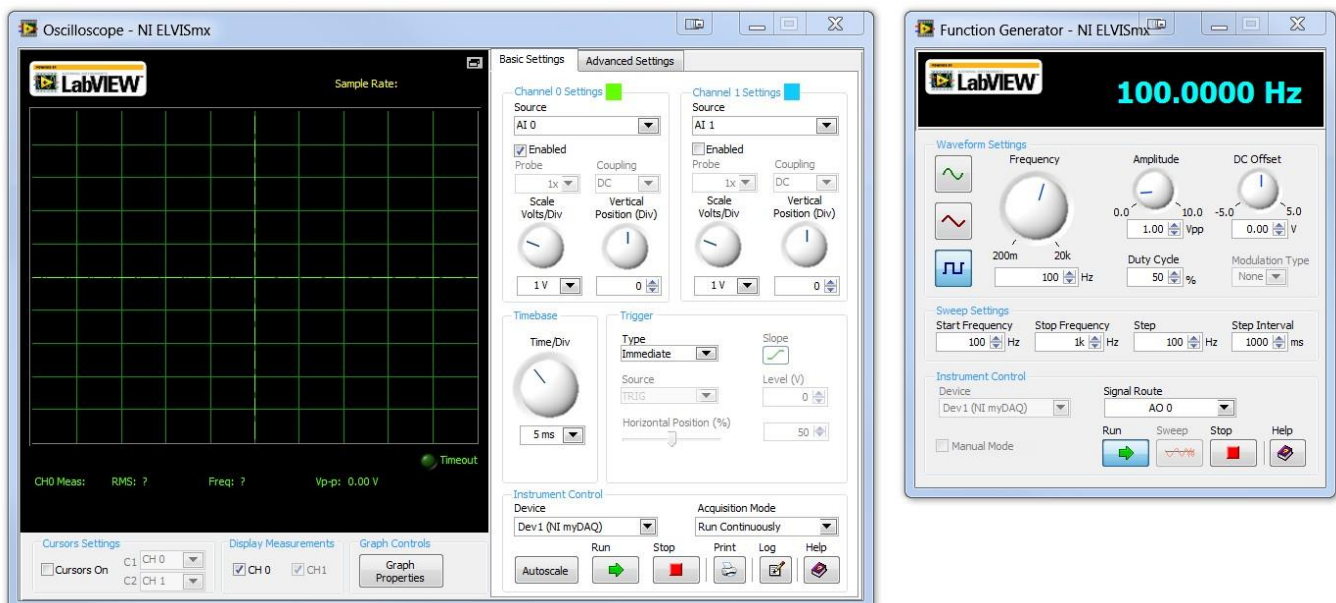 Oscilloscope - NI ELVISmx
LabVIEW
Sample Rate:
CH0 Meas: RMS: ? Freq: ? Vp-p: 0.00 V
Timeout
Cursors Settings
Cursors On
C1 CH 0
C2 CH 1
Display Measurements
CH 0 CH1
Graph Controls
Graph
Properties
Basic Settings Advanced Settings
Channel 0 Settings
Source
AI 0
Enabled
Probe Coupling
1x DC
Scale Vertical
Volts/Div Position (Div)
1 V 0
Channel 1 Settings
Source
AI 1
Enabled
Probe Coupling
1x DC
Scale Vertical
Volts/Div Position (Div)
1 V 0
Timebase
Time/Div
5 ms
Trigger
Type Slope
Immediate
Source Level (V)
TRIG 0
Horizontal Position (%)
50
Instrument Control
Device Acquisition Mode
Dev1 (NI myDAQ) Run Continuously
Run Stop Print Log Help
Autoscale
Function Generator - NI ELVISmx
LabVIEW
100.0000 Hz
Waveform Settings
Frequency Amplitude DC Offset
0.0 10.0 -5.0 5.0
1.00 Vpp 0.00 V
200m 20k
Duty Cycle Modulation Type
100 Hz 50 % None
Sweep Settings
Start Frequency Stop Frequency Step Step Interval
100 Hz 1k Hz 100 Hz 1000 ms
Instrument Control
Device Signal Route
Dev1 (NI myDAQ) AO 0
Run Sweep Stop Help
Manual Mode